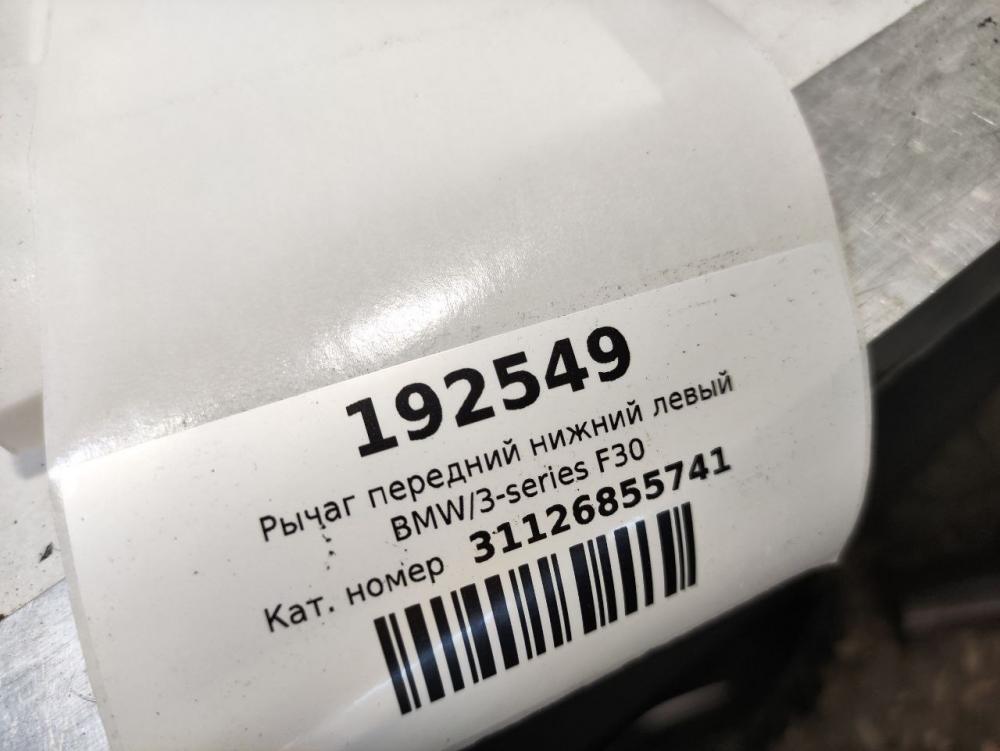 192549
Рычаг передний нижний левый
BMW/3-series F30
Кат. номер 31126855741